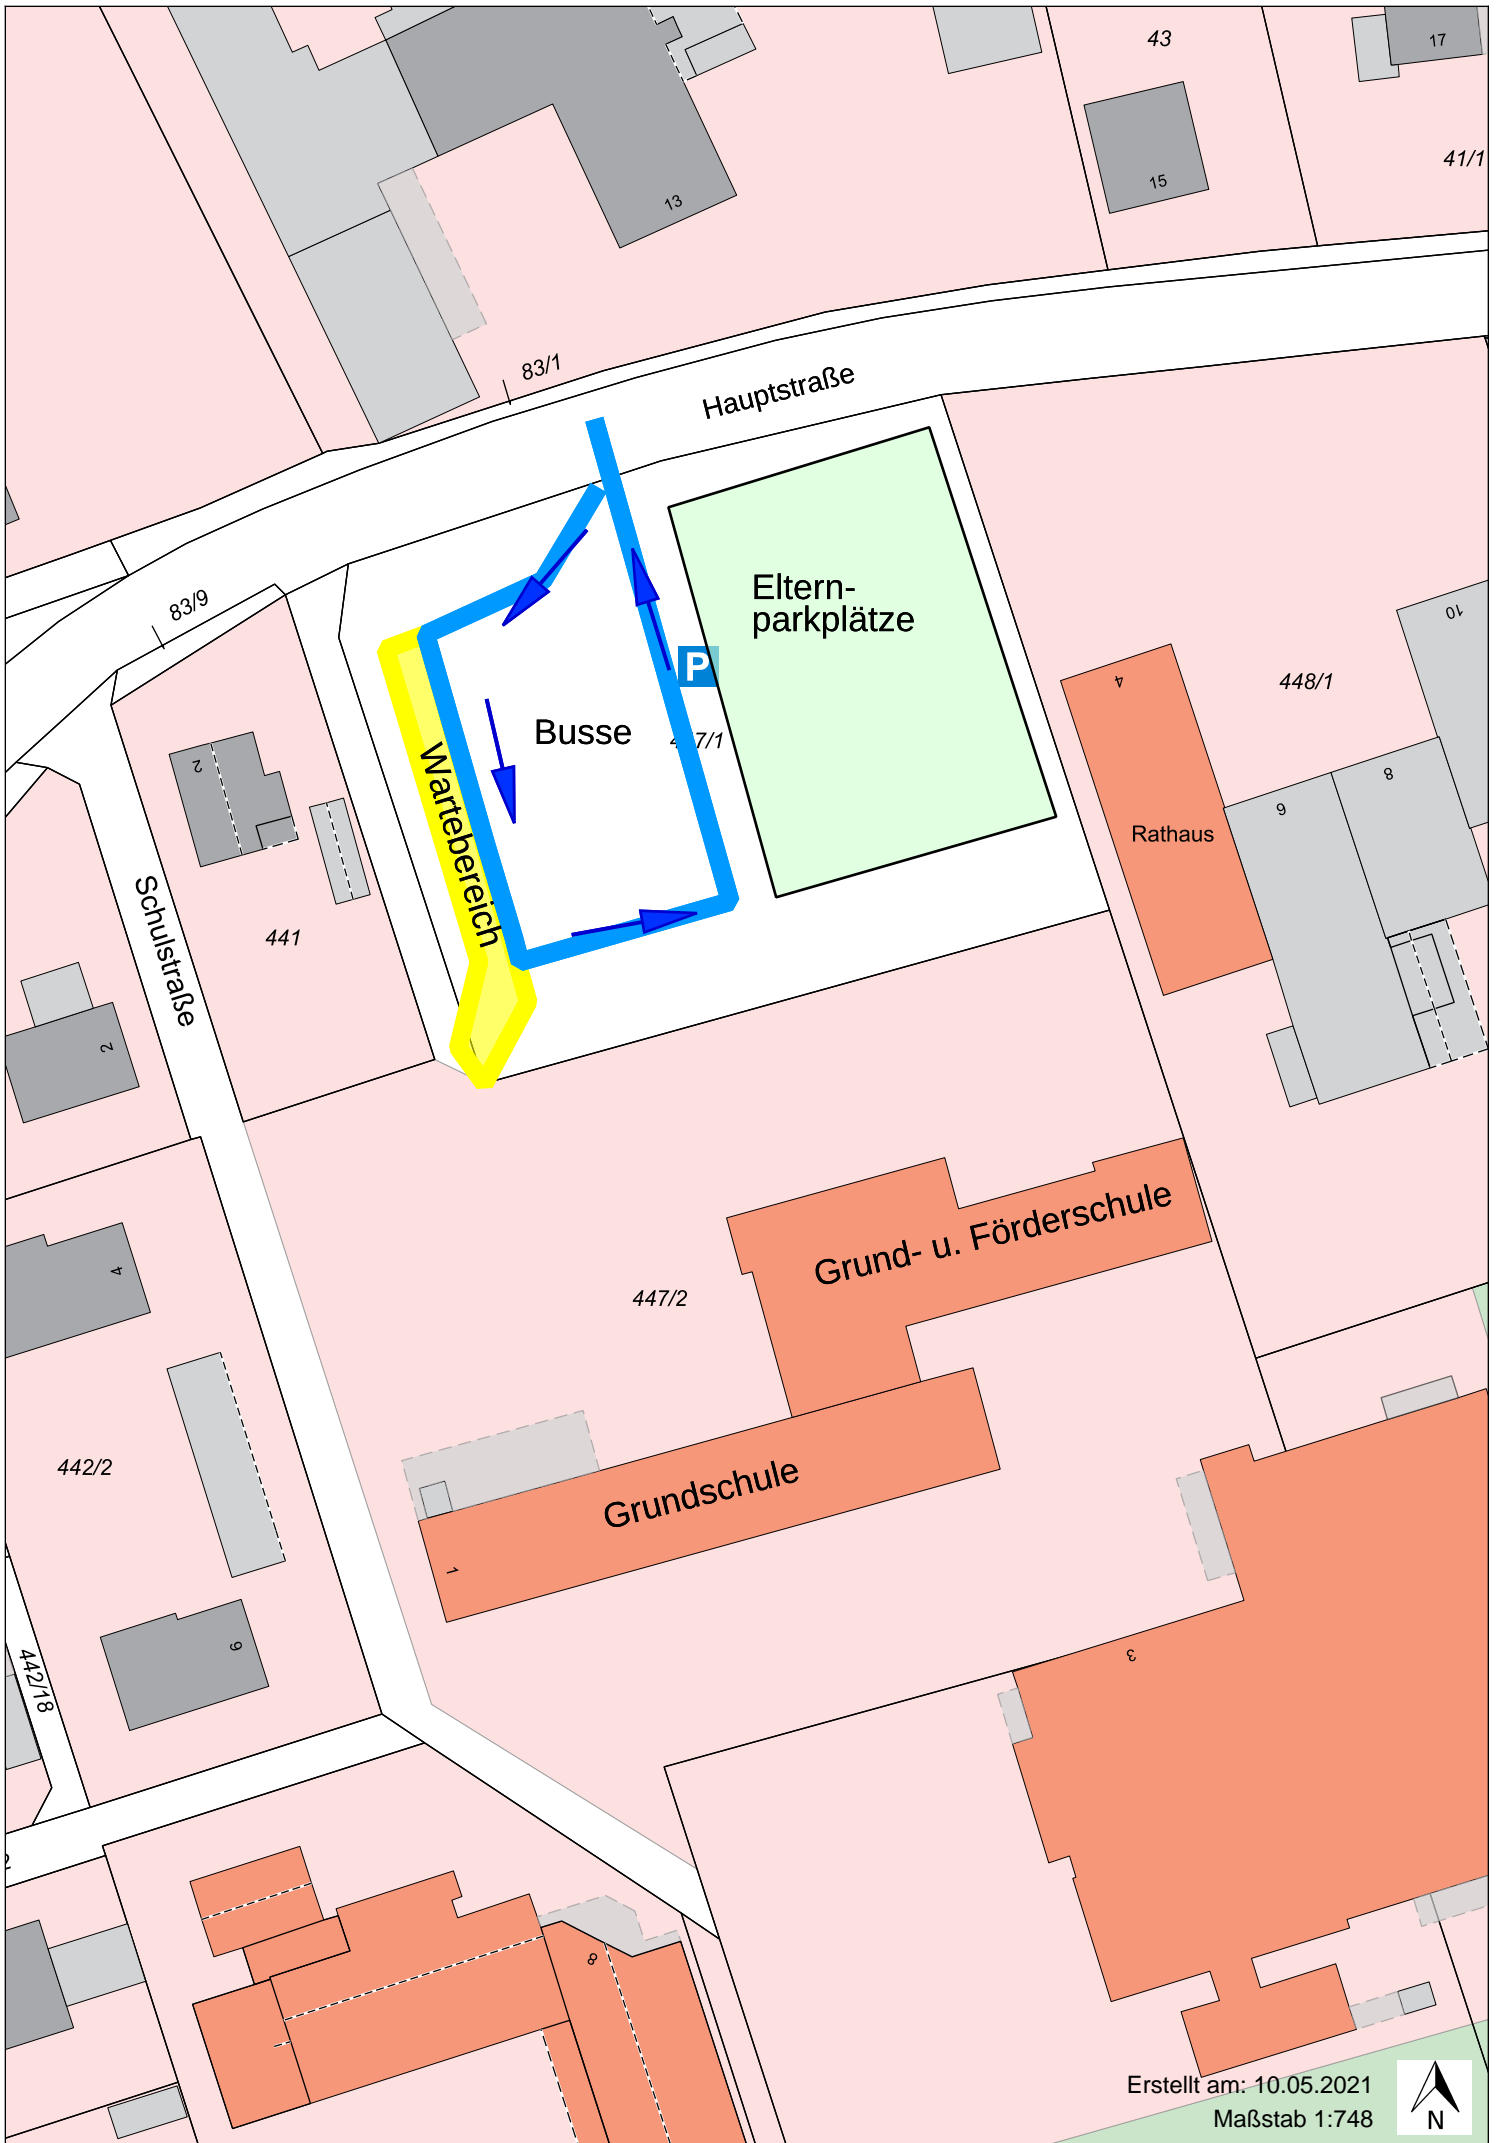 43
17
41/1
15
13
83/1
Hauptstraße
83/9
Eltern-
parkplätze
10
P
4
448/1
Busse
2
8
6
Wartebereich
Rathaus
Schulstraße
441
2
Grund- u. Förderschule
4
447/2
442/2
Grundschule
1
6
3
442/18
8
Erstellt am: 10.05.2021
Maßstab 1:748
N